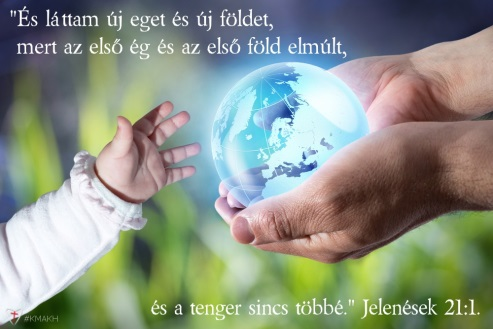 "És láttam új eget és új földet,
mert az első ég és az első föld elmúlt,
és a tenger sincs többé." Jelenések 21:1.
#KMAKH